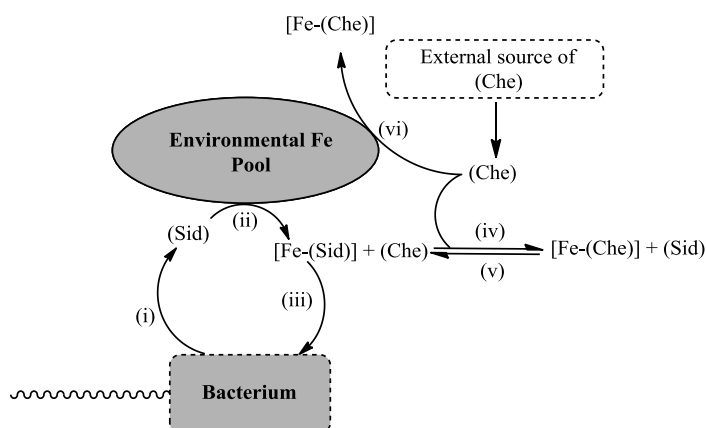 [Fe-(Che)]
External source of
(Che)
Environmental Fe
Pool
(vi)
(Che)
(Sid)
(ii)
(iv)
[Fe-(Sid)] + (Che)
[Fe-(Che)] + (Sid)
(v)
(i)
(iii)
Bacterium